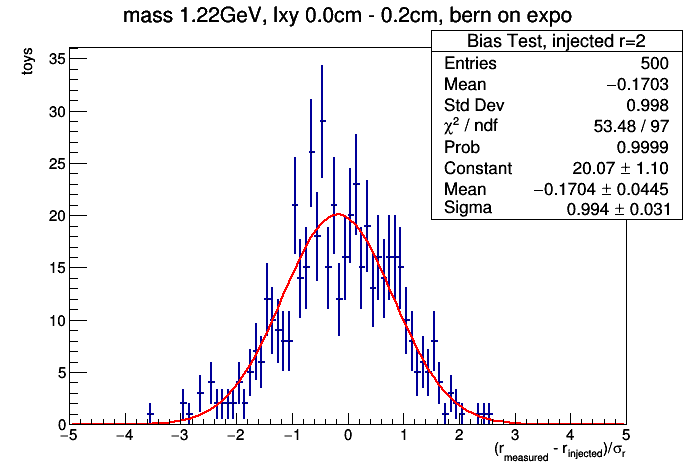 mass 1.22GeV, lxy 0.0cm - 0.2cm, bern on expo
Bias Test, injected r=2
Entries 500
Mean −0.1703
Std Dev 0.998
χ² / ndf 53.48 / 97
Prob 0.9999
Constant 20.07 ± 1.10
Mean −0.1704 ± 0.0445
Sigma 0.994 ± 0.031
toys
35
30
25
20
15
10
5
0
−5 −4 −3 −2 −1 0 1 2 3 4 5
(r_measured - r_injected)/σ_r